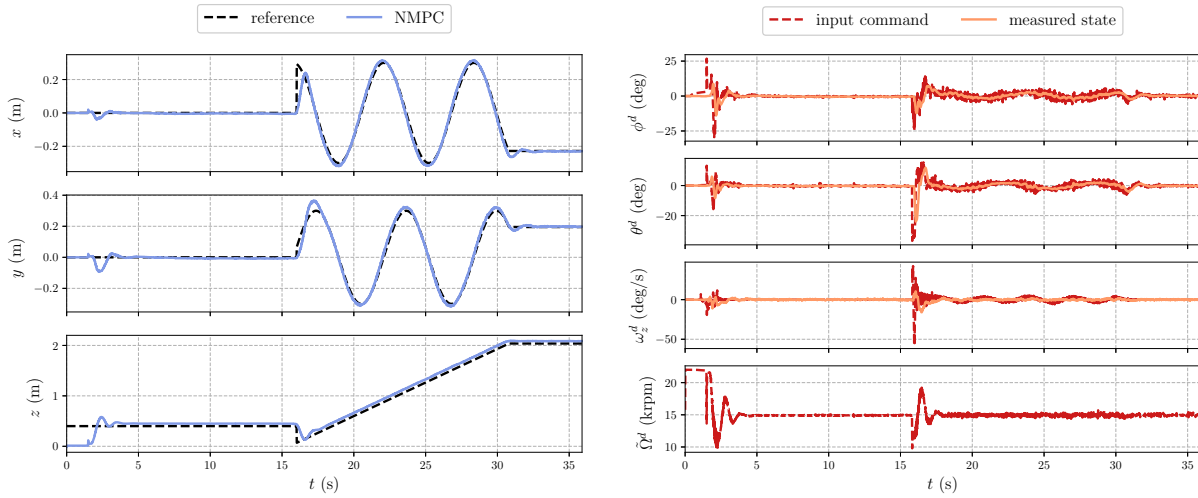 reference NMPC
x (m)
0.2
0.0
−0.2
y (m)
0.4
0.2
0.0
−0.2
z (m)
2
1
0
0 5 10 15 20 25 30 35
t (s)
input command measured state
ϕ^d (deg)
25
0
−25
θ^d (deg)
0
−20
ω_z^d (deg/s)
0
−50
Ω̃^d (krpm)
20
15
10
0 5 10 15 20 25 30 35
t (s)